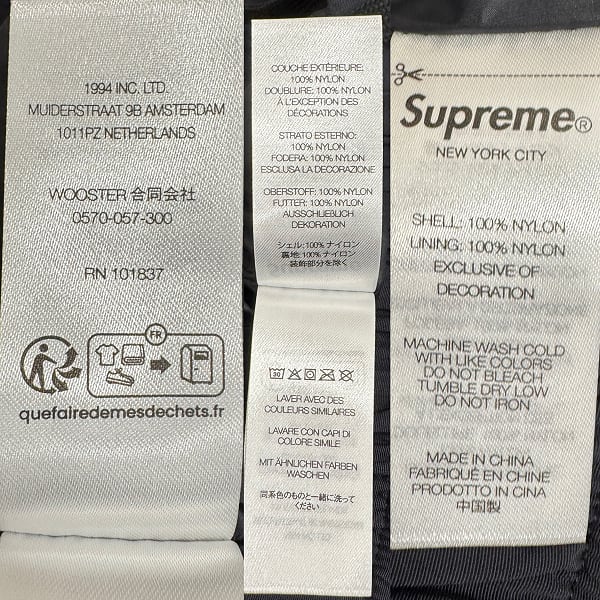 1994 INC. LTD.
MUIDERSTRAAT 9B AMSTERDAM
1011PZ NETHERLANDS
WOOSTER 合同会社
0570-057-300
RN 101837
FR
quefairedemesdechets.fr
COUCHE EXTÉRIEURE:
100% NYLON
DOUBLURE: 100% NYLON
À L'EXCEPTION DES
DÉCORATIONS
STRATO ESTERNO:
100% NYLON
FODERA: 100% NYLON
ESCLUSA LA DECORAZIONE
OBERSTOFF: 100% NYLON
FUTTER: 100% NYLON
AUSSCHLIEßLICH
DEKORATION
シェル: 100% ナイロン
裏地: 100% ナイロン
装飾部分を除く
30
LAVER AVEC DES
COULEURS SIMILAIRES
LAVARE CON CAPI DI
COLORE SIMILE
MIT ÄHNLICHEN FARBEN
WASCHEN
同系色のものと一緒に洗って
ください
Supreme®
NEW YORK CITY
SHELL: 100% NYLON
LINING: 100% NYLON
EXCLUSIVE OF
DECORATION
MACHINE WASH COLD
WITH LIKE COLORS
DO NOT BLEACH
TUMBLE DRY LOW
DO NOT IRON
MADE IN CHINA
FABRIQUÉ EN CHINE
PRODOTTO IN CINA
中国製